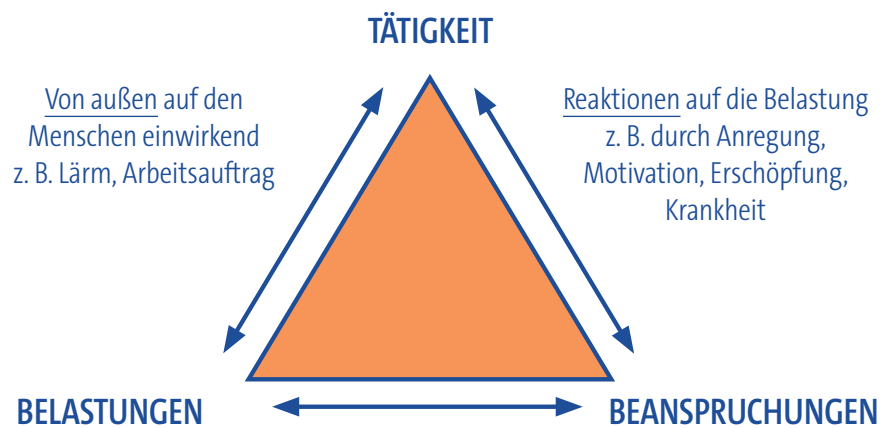 TÄTIGKEIT
Von außen auf den
Menschen einwirkend
z. B. Lärm, Arbeitsauftrag
Reaktionen auf die Belastung
z. B. durch Anregung,
Motivation, Erschöpfung,
Krankheit
BELASTUNGEN
BEANSPRUCHUNGEN